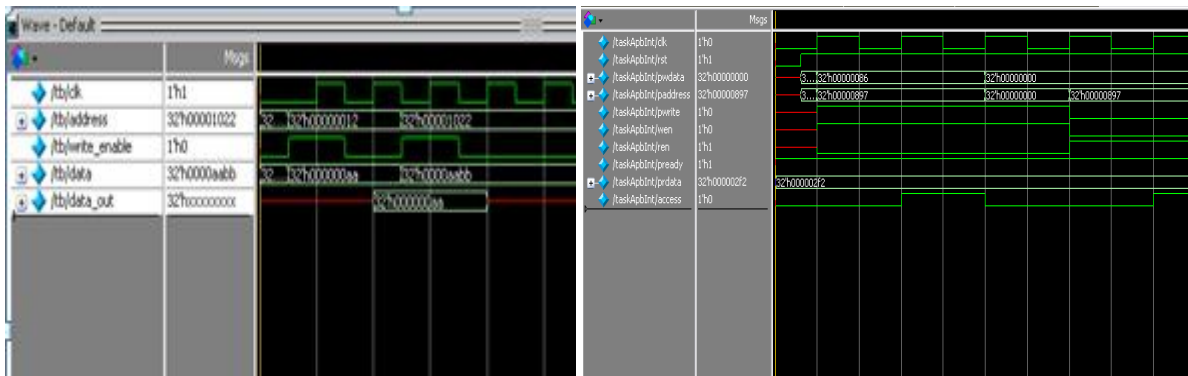 Wave - Default
Msgs
/tb/clk 1'h1
/tb/address 32'h00001022 32... 32'h00000012 32'h00001022
/tb/write_enable 1'h0
/tb/data 32'h0000aabb 32... 32'h000000aa 32'h0000aabb
/tb/data_out 32'hxxxxxxxx 32'h000000aa
Msgs
/taskApbInt/clk 1'h0
/taskApbInt/rst 1'h1
/taskApbInt/pwdata 32'h00000000 (3... 32'h00000086 32'h00000000
/taskApbInt/paddress 32'h00000897 (3... 32'h00000897 32'h00000000 32'h00000897
/taskApbInt/pwrite 1'h0
/taskApbInt/wen 1'h0
/taskApbInt/ren 1'h1
/taskApbInt/pready 1'h1
/taskApbInt/prdata 32'h000002f2 32'h000002f2
/taskApbInt/access 1'h0